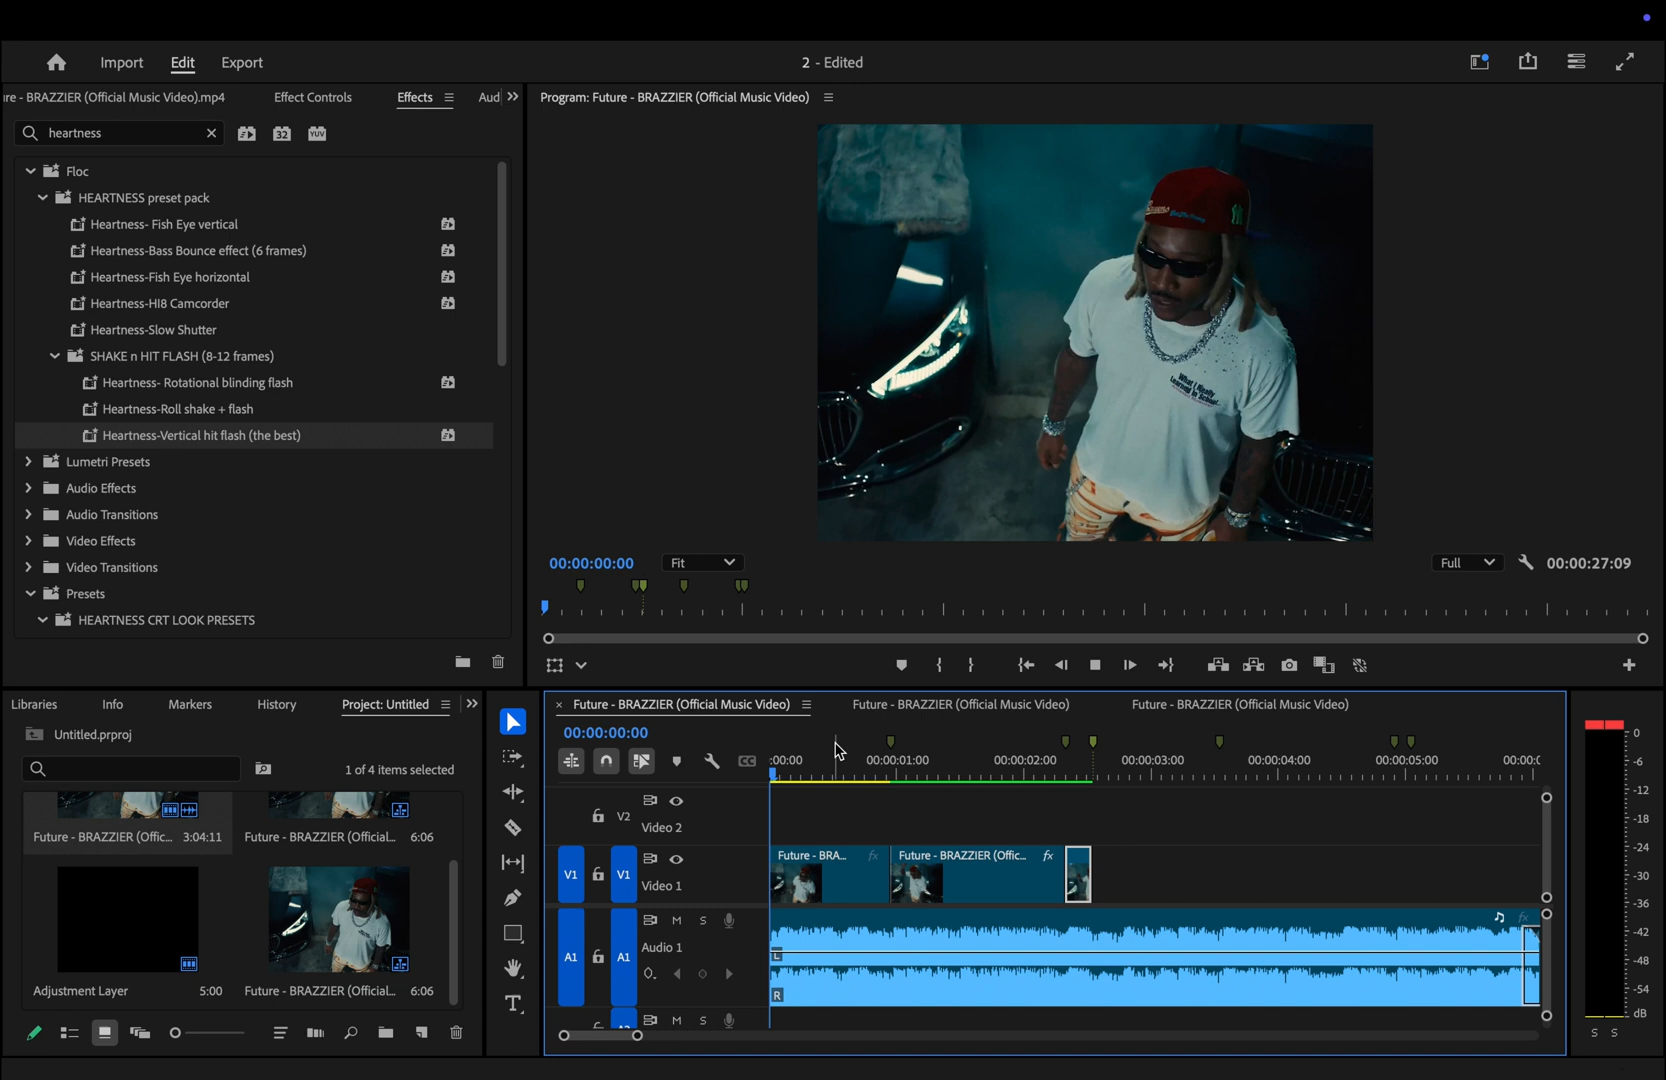 Import
Edit
Export
2 - Edited
re - BRAZZIER (Official Music Video).mp4
Effect Controls
Effects
Aud
Program: Future - BRAZZIER (Official Music Video)
heartness
32
YUV
Floc
HEARTNESS preset pack
Heartness- Fish Eye vertical
Heartness-Bass Bounce effect (6 frames)
Heartness-Fish Eye horizontal
Heartness-HI8 Camcorder
Heartness-Slow Shutter
SHAKE n HIT FLASH (8-12 frames)
Heartness- Rotational blinding flash
Heartness-Roll shake + flash
Heartness-Vertical hit flash (the best)
Lumetri Presets
Audio Effects
Audio Transitions
Video Effects
Video Transitions
Presets
HEARTNESS CRT LOOK PRESETS
What I Really
Learned In School...
00:00:00:00
Fit
Full
00:00:27:09
Libraries
Info
Markers
History
Project: Untitled
Untitled.prproj
1 of 4 items selected
Future - BRAZZIER (Offic... 3:04:11
Future - BRAZZIER (Official... 6:06
Adjustment Layer 5:00
Future - BRAZZIER (Official... 6:06
× Future - BRAZZIER (Official Music Video)
Future - BRAZZIER (Official Music Video)
Future - BRAZZIER (Official Music Video)
00:00:00:00
CC
:00:00
00:00:01:00
00:00:02:00
00:00:03:00
00:00:04:00
00:00:05:00
00:00:0
V2
Video 2
V1
V1
Video 1
Future - BRA... fx
Future - BRAZZIER (Offic... fx
A1
A1
M
S
Audio 1
fx
L
R
M
S
0
-6
-12
-18
-24
-30
-36
-42
-48
-54
dB
S S